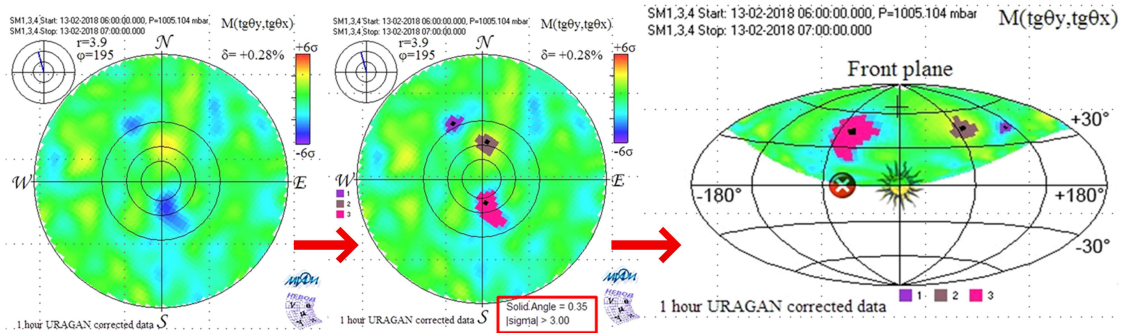 SM1,3,4 Start: 13-02-2018 06:00:00.000, P=1005.104 mbar
SM1,3,4 Stop: 13-02-2018 07:00:00.000
M(tgθy,tgθx)
r=3.9
φ=195
N
δ= +0.28%
+6σ
-6σ
W
E
S
1 hour URAGAN corrected data
SM1,3,4 Start: 13-02-2018 06:00:00.000, P=1005.104 mbar
SM1,3,4 Stop: 13-02-2018 07:00:00.000
M(tgθy,tgθx)
r=3.9
φ=195
N
δ= +0.28%
+6σ
-6σ
W
E
1
2
3
S
1 hour URAGAN corrected data
Solid.Angle = 0.35
|sigma| > 3.00
SM1,3,4 Start: 13-02-2018 06:00:00.000, P=1005.104 mbar
SM1,3,4 Stop: 13-02-2018 07:00:00.000
M(tgθy,tgθx)
Front plane
+30°
-180°
+180°
-30°
1 2 3
1 hour URAGAN corrected data